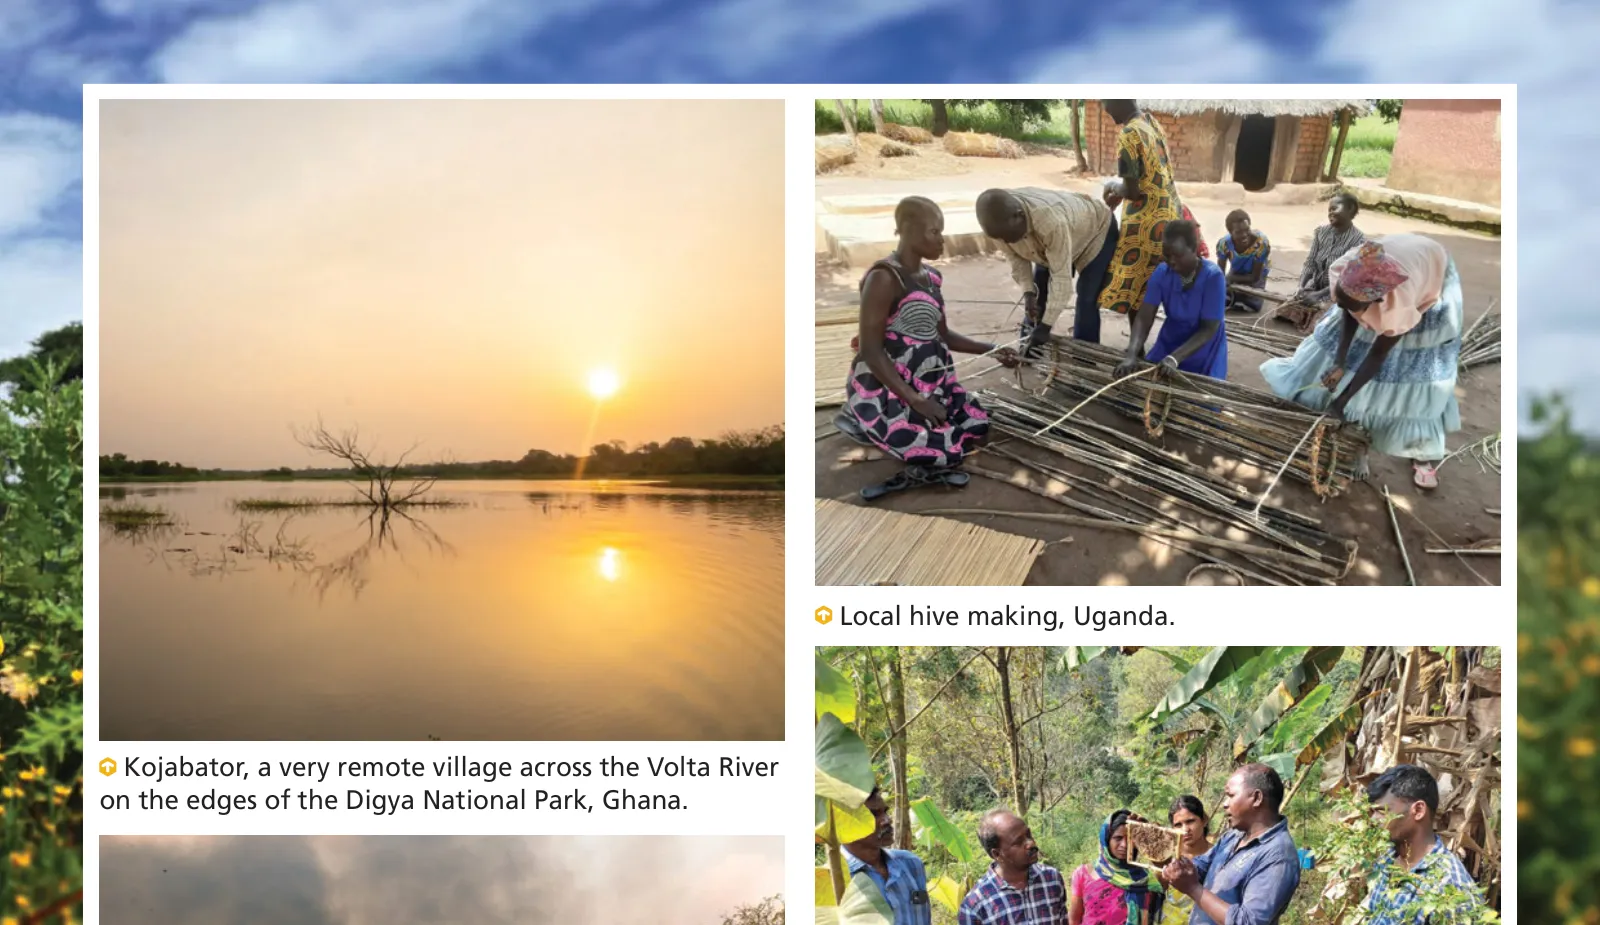 Kojabator, a very remote village across the Volta River
on the edges of the Digya National Park, Ghana.
Local hive making, Uganda.